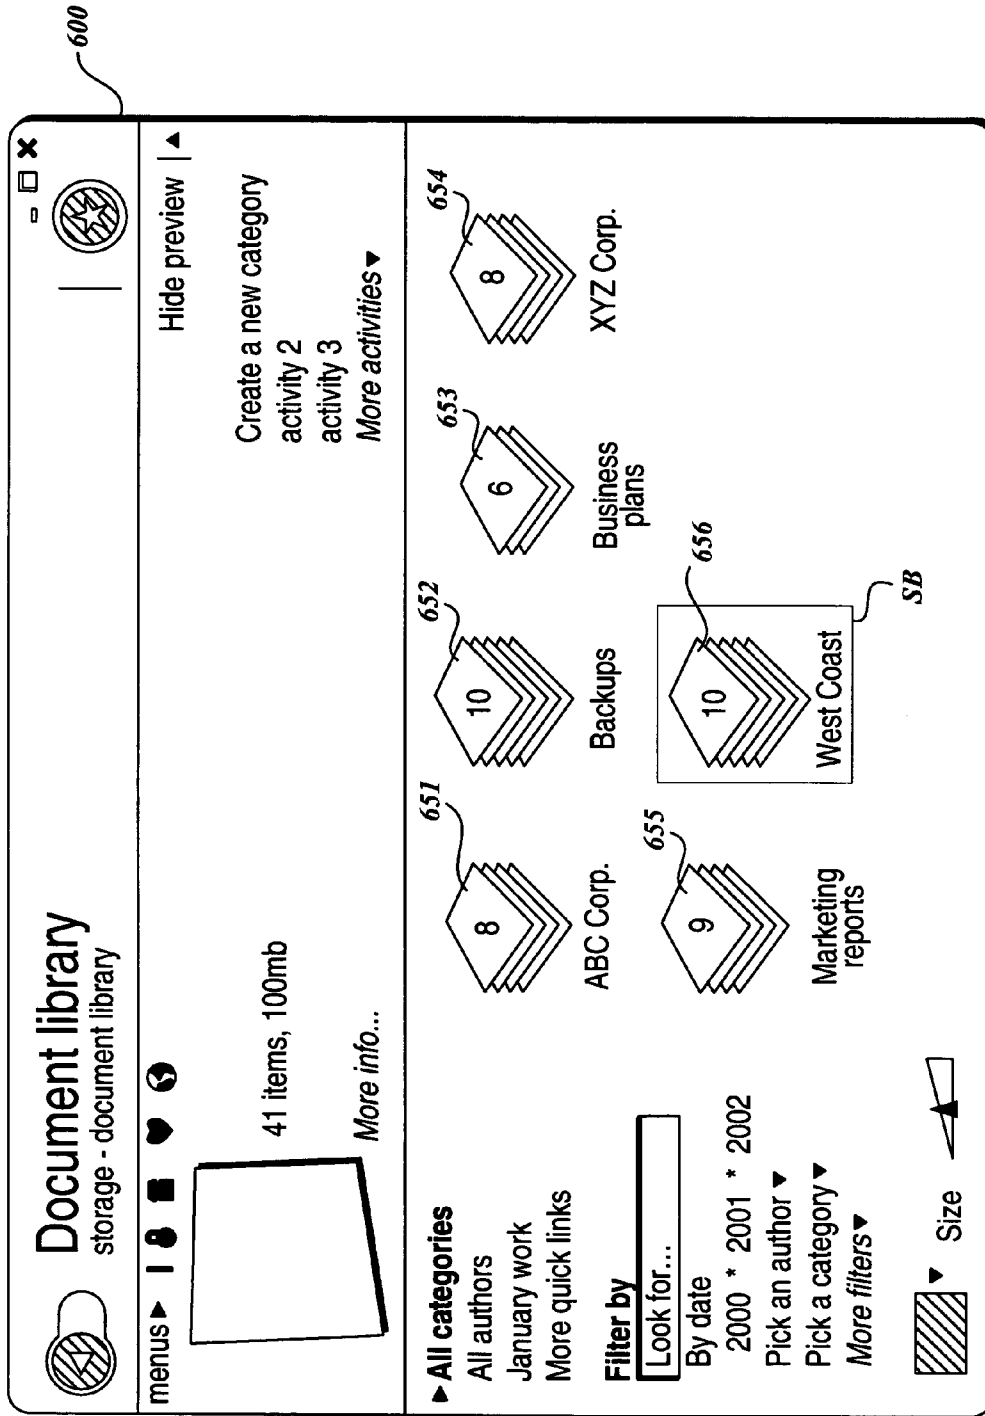 600
Document library
storage - document library
menus
Hide preview
41 items, 100mb
More info...
Create a new category
activity 2
activity 3
More activities
All categories
All authors
January work
More quick links
Filter by
Look for...
By date
2000 * 2001 * 2002
Pick an author
Pick a category
More filters
Size
651
8
ABC Corp.
652
10
Backups
653
6
Business
plans
654
8
XYZ Corp.
655
9
Marketing
reports
656
10
West Coast
SB